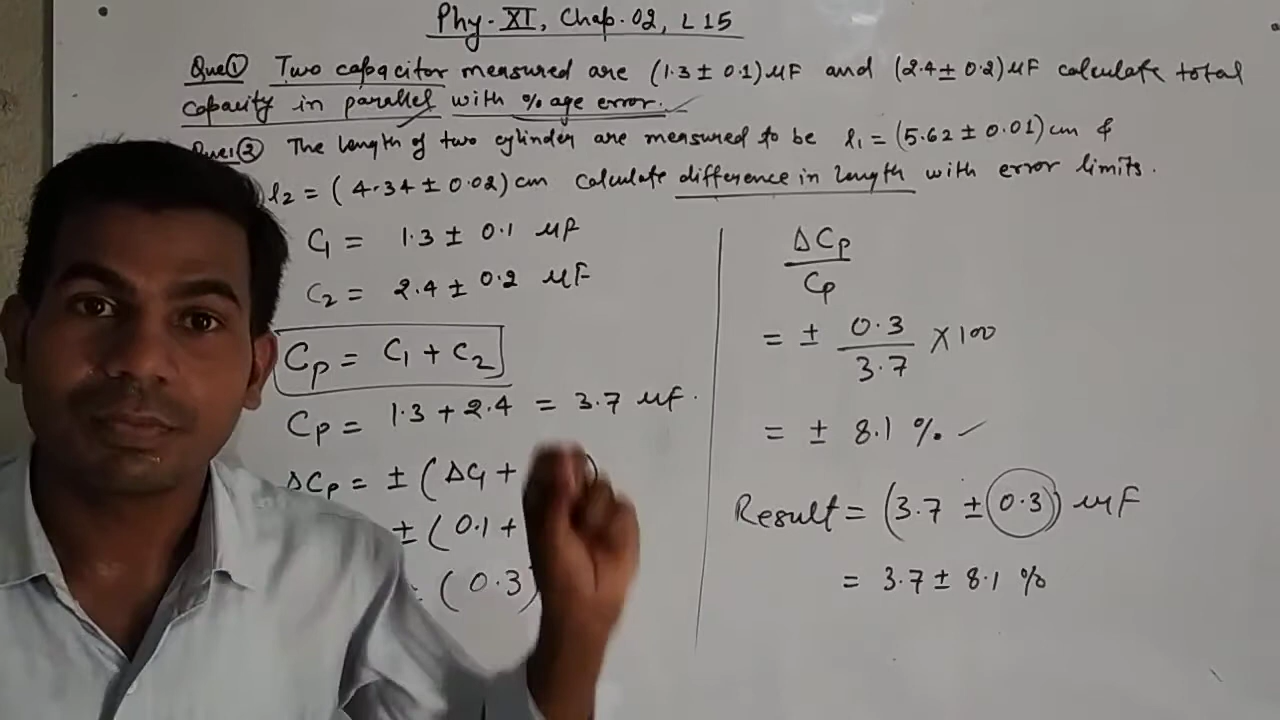 Phy-XI, Chap.02, L15
Que① Two capacitor measured are (1.3 ± 0.1) μF and (2.4 ± 0.2) μF calculate total
capacity in parallel with % age error.
Que:② The length of two cylinder are measured to be l₁ = (5.62 ± 0.01) cm &
l₂ = (4.34 ± 0.02) cm calculate difference in length with error limits.
C₁ = 1.3 ± 0.1 μF
C₂ = 2.4 ± 0.2 μF
Cp = C₁ + C₂
Cp = 1.3 + 2.4 = 3.7 μF.
ΔCp = ± (ΔC₁ +
± (0.1 +
(0.3)
ΔCp
Cp
= ± 0.3/3.7 × 100
= ± 8.1 %
Result = (3.7 ± 0.3) μF
= 3.7 ± 8.1 %